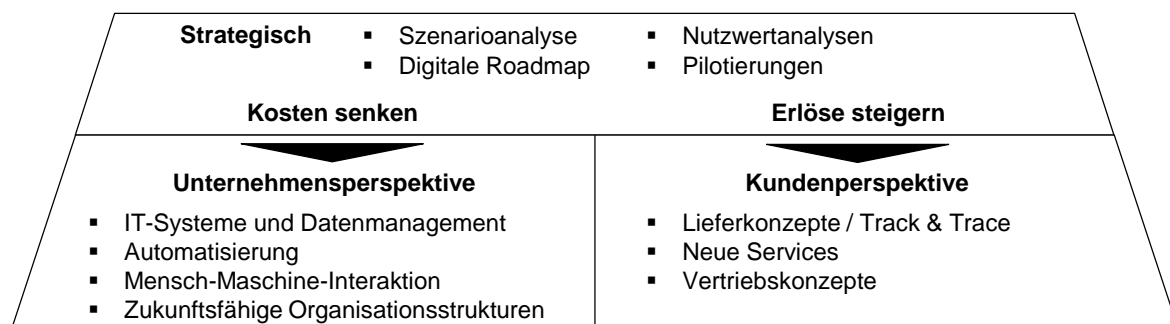 Strategisch
▪ Szenarioanalyse
▪ Digitale Roadmap
▪ Nutzwertanalysen
▪ Pilotierungen
Kosten senken
Erlöse steigern
Unternehmensperspektive
▪ IT-Systeme und Datenmanagement
▪ Automatisierung
▪ Mensch-Maschine-Interaktion
▪ Zukunftsfähige Organisationsstrukturen
Kundenperspektive
▪ Lieferkonzepte / Track & Trace
▪ Neue Services
▪ Vertriebskonzepte